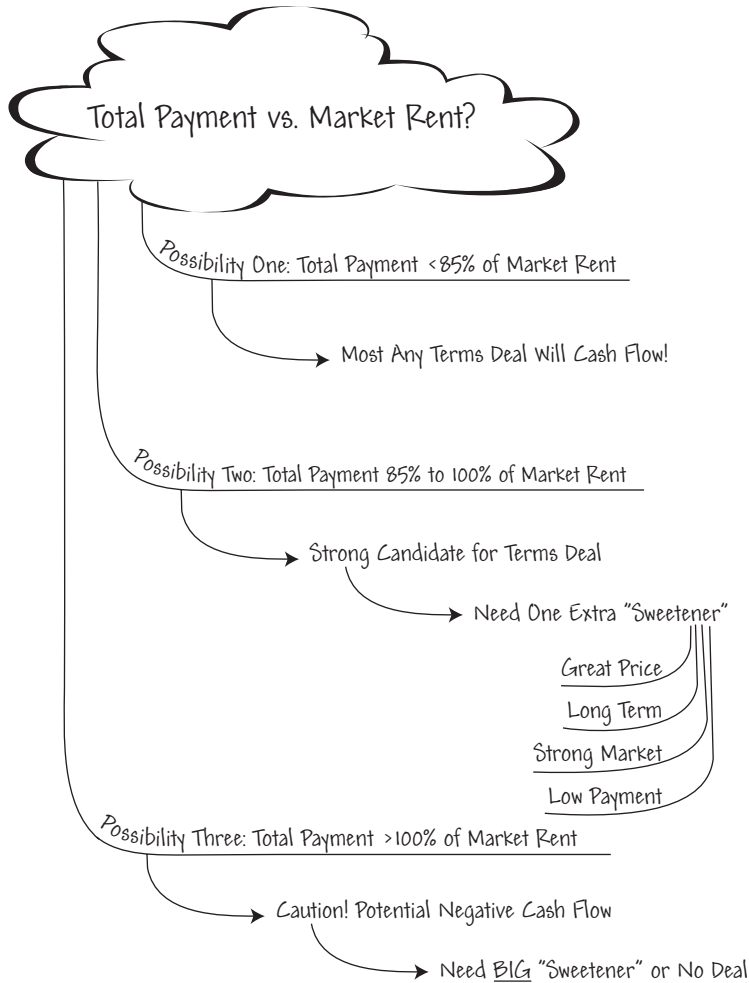 Total Payment vs. Market Rent?
Possibility One: Total Payment <85% of Market Rent
Most Any Terms Deal Will Cash Flow!
Possibility Two: Total Payment 85% to 100% of Market Rent
Strong Candidate for Terms Deal
Need One Extra "Sweetener"
Great Price
Long Term
Strong Market
Low Payment
Possibility Three: Total Payment >100% of Market Rent
Caution! Potential Negative Cash Flow
Need BIG "Sweetener" or No Deal